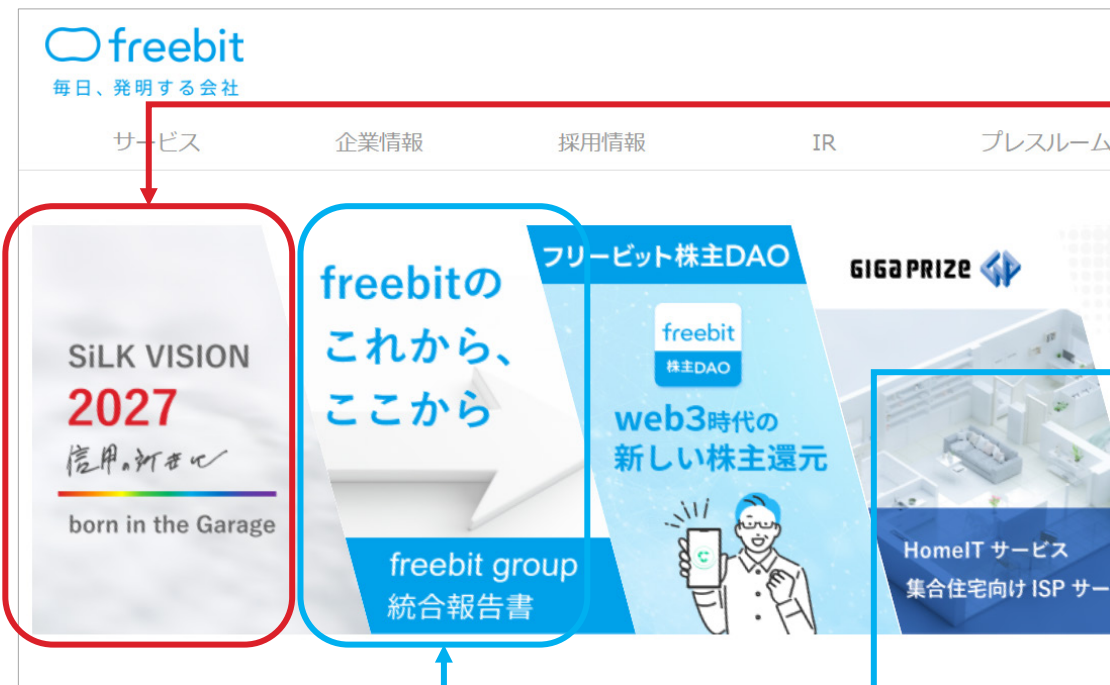 freebit
毎日、発明する会社
サービス
企業情報
採用情報
IR
プレスルーム
SiLK VISION
2027
born in the Garage
freebitの
これから、
ここから
freebit group
統合報告書
フリービット株主DAO
freebit
株主DAO
web3時代の
新しい株主還元
GIGA PRIZE
HomeIT サービス
集合住宅向け ISP サー